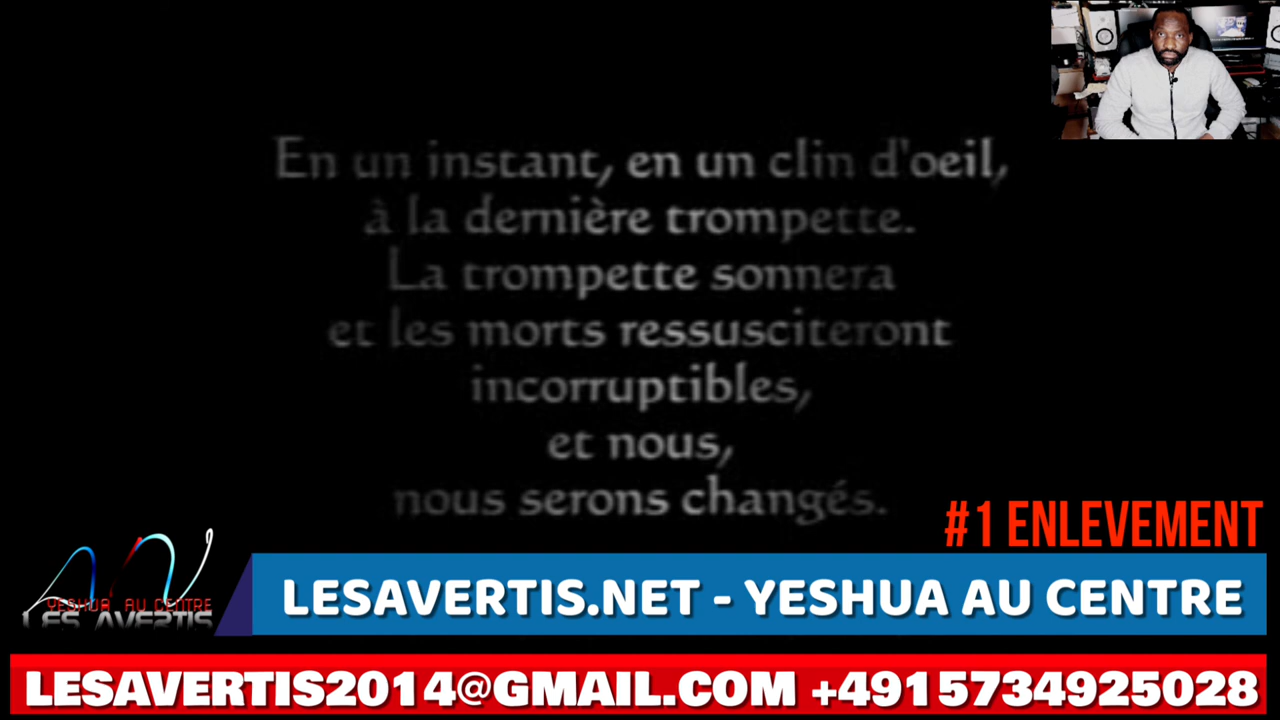 En un instant, en un clin d'oeil,
à la dernière trompette.
La trompette sonnera
et les morts ressusciteront
incorruptibles,
et nous,
nous serons changés.
#1 ENLEVEMENT
YESHUA AU CENTRE
LES AVERTIS
LESAVERTIS.NET - YESHUA AU CENTRE
LESAVERTIS2014@GMAIL.COM +4915734925028